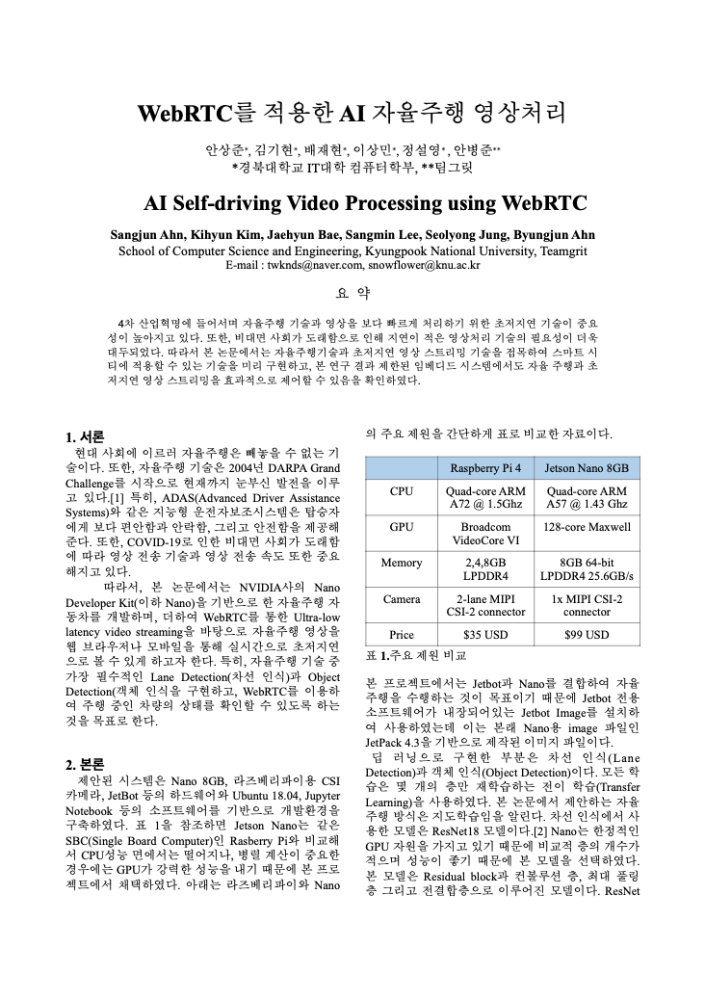 WebRTC를 적용한 AI 자율주행 영상처리
안상준*, 김기현*, 배재현*, 이상민*, 정설영*, 안병준**
*경북대학교 IT대학 컴퓨터학부, **팀그릿
AI Self-driving Video Processing using WebRTC
Sangjun Ahn, Kihyun Kim, Jaehyun Bae, Sangmin Lee, Seolyong Jung, Byungjun Ahn
School of Computer Science and Engineering, Kyungpook National University, Teamgrit
E-mail : twknds@naver.com, snowflower@knu.ac.kr
요 약
4차 산업혁명에 들어서며 자율주행 기술과 영상을 보다 빠르게 처리하기 위한 초저지연 기술이 중요
성이 높아지고 있다. 또한, 비대면 사회가 도래함으로 인해 지연이 적은 영상처리 기술의 필요성이 더욱
대두되었다. 따라서 본 논문에서는 자율주행기술과 초저지연 영상 스트리밍 기술을 접목하여 스마트 시
티에 적용할 수 있는 기술을 미리 구현하고, 본 연구 결과 제한된 임베디드 시스템에서도 자율 주행과 초
저지연 영상 스트리밍을 효과적으로 제어할 수 있음을 확인하였다.
1. 서론
현대 사회에 이르러 자율주행은 빼놓을 수 없는 기
술이다. 또한, 자율주행 기술은 2004년 DARPA Grand
Challenge를 시작으로 현재까지 눈부신 발전을 이루
고 있다.[1] 특히, ADAS(Advanced Driver Assistance
Systems)와 같은 지능형 운전자보조시스템은 탑승자
에게 보다 편안함과 안락함, 그리고 안전함을 제공해
준다. 또한, COVID-19로 인한 비대면 사회가 도래함
에 따라 영상 전송 기술과 영상 전송 속도 또한 중요
해지고 있다.
따라서, 본 논문에서는 NVIDIA사의 Nano
Developer Kit(이하 Nano)을 기반으로 한 자율주행 자
동차를 개발하며, 더하여 WebRTC를 통한 Ultra-low
latency video streaming을 바탕으로 자율주행 영상을
웹 브라우저나 모바일을 통해 실시간으로 초저지연
으로 볼 수 있게 하고자 한다. 특히, 자율주행 기술 중
가장 필수적인 Lane Detection(차선 인식)과 Object
Detection(객체 인식을 구현하고, WebRTC를 이용하
여 주행 중인 차량의 상태를 확인할 수 있도록 하는
것을 목표로 한다.
2. 본론
제안된 시스템은 Nano 8GB, 라즈베리파이용 CSI
카메라, JetBot 등의 하드웨어와 Ubuntu 18.04, Jupyter
Notebook 등의 소프트웨어를 기반으로 개발환경을
구축하였다. 표 1을 참조하면 Jetson Nano는 같은
SBC(Single Board Computer)인 Rasberry Pi와 비교해
서 CPU성능 면에서는 떨어지나, 병렬 계산이 중요한
경우에는 GPU가 강력한 성능을 내기 때문에 본 프로
젝트에서 채택하였다. 아래는 라즈베리파이와 Nano
의 주요 제원을 간단하게 표로 비교한 자료이다.
Raspberry Pi 4 Jetson Nano 8GB
CPU Quad-core ARM Quad-core ARM
A72 @ 1.5Ghz A57 @ 1.43 Ghz
GPU Broadcom 128-core Maxwell
VideoCore VI
Memory 2,4,8GB 8GB 64-bit
LPDDR4 LPDDR4 25.6GB/s
Camera 2-lane MIPI 1x MIPI CSI-2
CSI-2 connector connector
Price $35 USD $99 USD
표 1.주요 제원 비교
본 프로젝트에서는 Jetbot과 Nano를 결합하여 자율
주행을 수행하는 것이 목표이기 때문에 Jetbot 전용
소프트웨어가 내장되어있는 Jetbot Image를 설치하
여 사용하였는데 이는 본래 Nano용 image 파일인
JetPack 4.3을 기반으로 제작된 이미지 파일이다.
딥 러닝으로 구현한 부분은 차선 인식(Lane
Detection)과 객체 인식(Object Detection)이다. 모든 학
습은 몇 개의 층만 재학습하는 전이 학습(Transfer
Learning)을 사용하였다. 본 논문에서 제안하는 자율
주행 방식은 지도학습임을 알린다. 차선 인식에서 사
용한 모델은 ResNet18 모델이다.[2] Nano는 한정적인
GPU 자원을 가지고 있기 때문에 비교적 층의 개수가
적으며 성능이 좋기 때문에 본 모델을 선택하였다.
본 모델은 Residual block과 컨볼루션 층, 최대 풀링
층 그리고 전결합층으로 이루어진 모델이다. ResNet